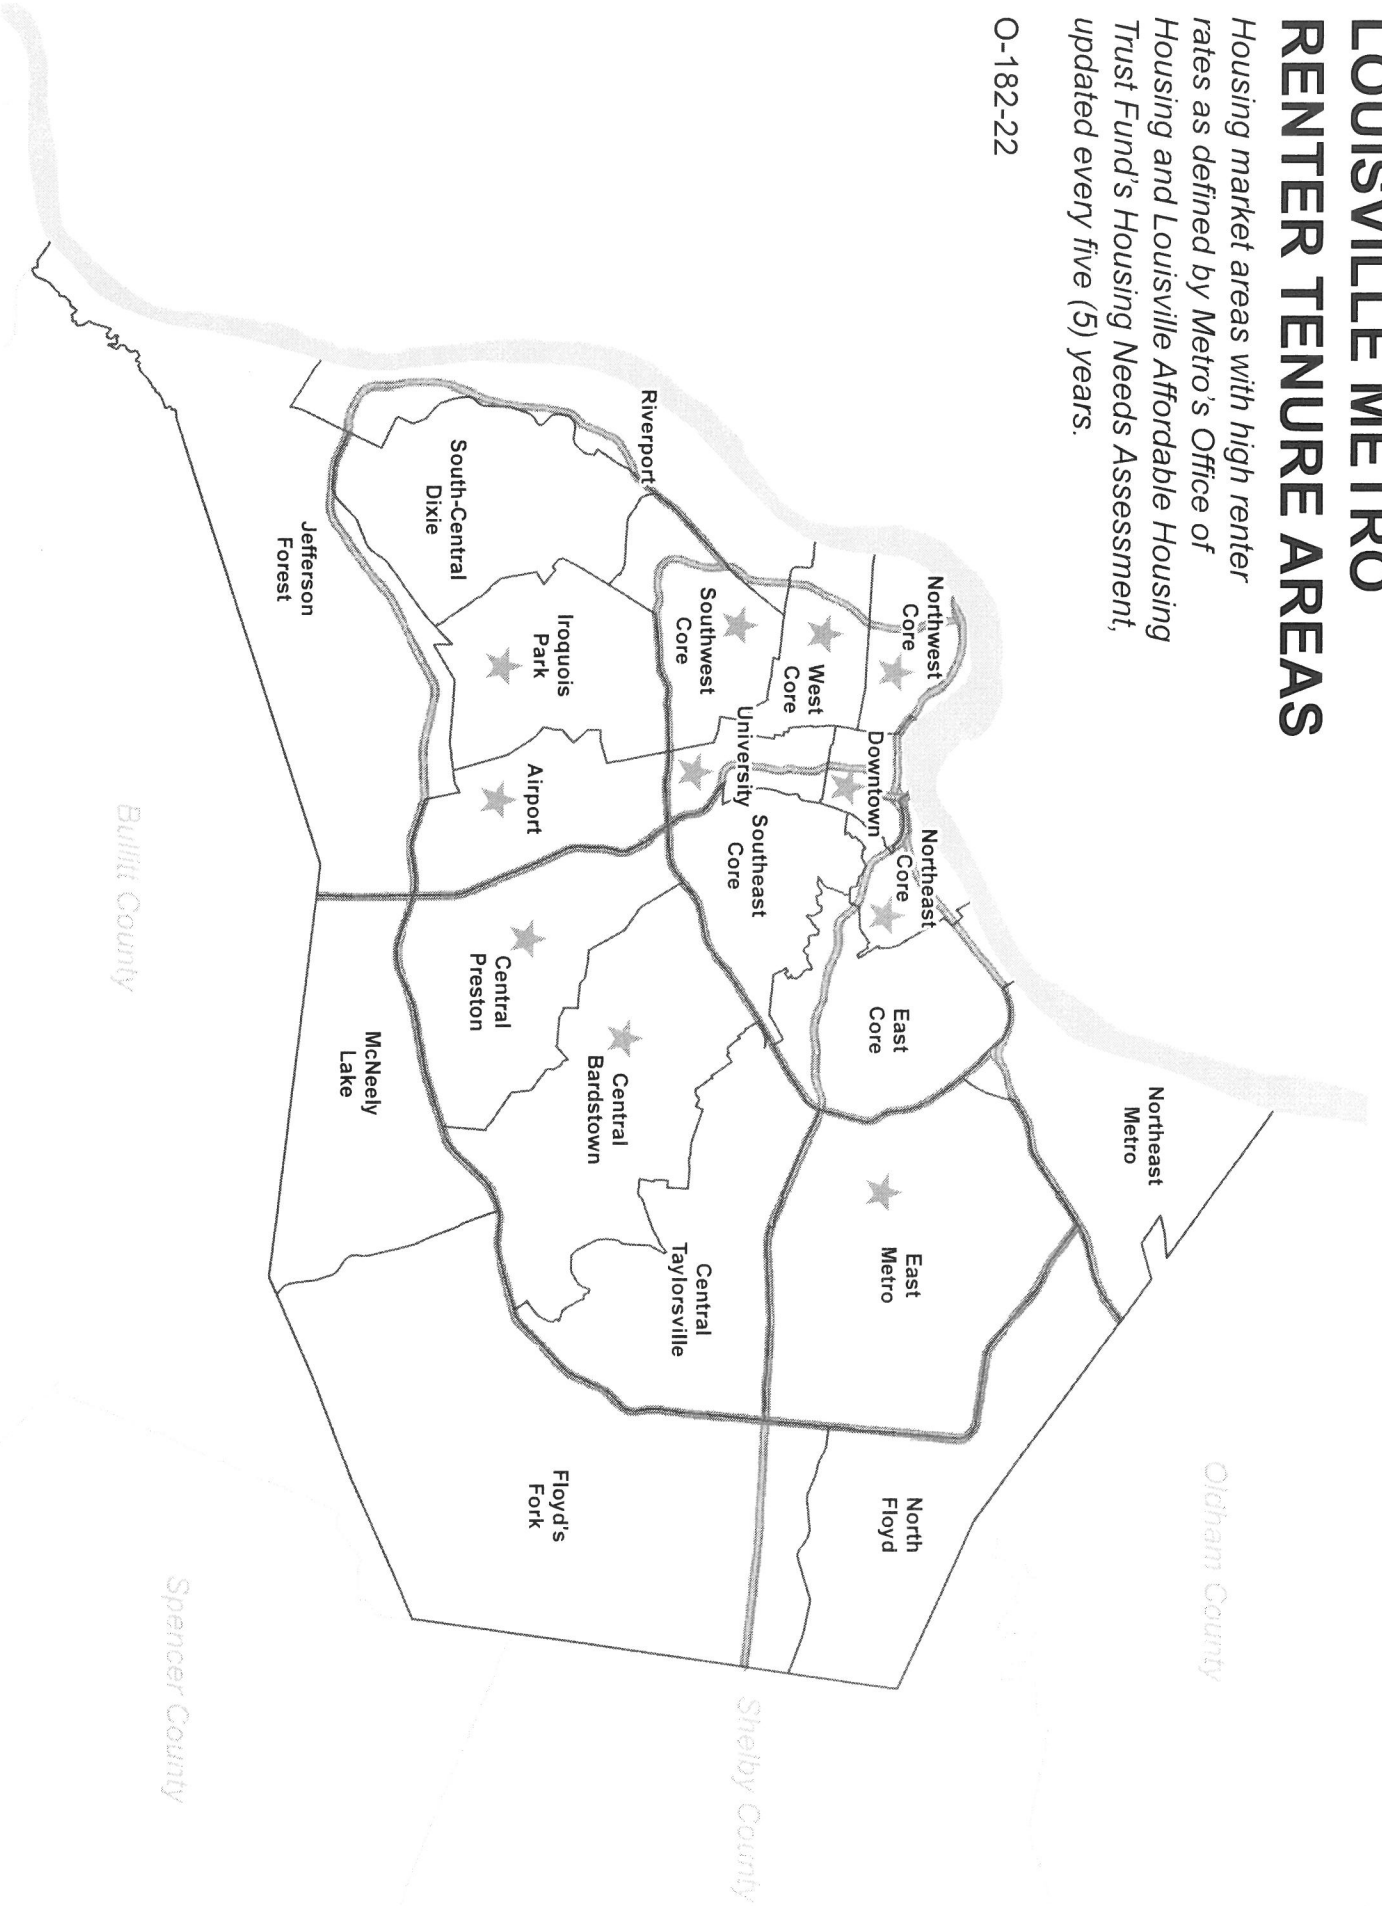 LOUISVILLE METRO
RENTER TENURE AREAS
Housing market areas with high renter
rates as defined by Metro's Office of
Housing and Louisville Affordable Housing
Trust Fund's Housing Needs Assessment,
updated every five (5) years.
O-182-22
Northeast
Metro
Oldham County
Northwest
Core
Downtown
Northeast
Core
East
Core
East
Metro
North
Floyd
West
Core
University
Southeast
Core
Southwest
Core
Shelby County
Riverport
Central
Taylorsville
Central
Bardstown
Iroquois
Park
Airport
Floyd's
Fork
Central
Preston
South-Central
Dixie
McNeely
Lake
Jefferson
Forest
Spencer County
Bullitt County